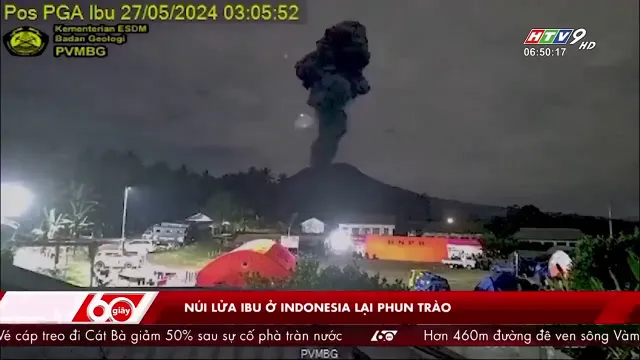 Pos PGA Ibu 27/05/2024 03:05:52
Kementerian ESDM
Badan Geologi
PVMBG
HTV9 HD
06:50:17
BNPB
60 giây
NÚI LỬA IBU Ở INDONESIA LẠI PHUN TRÀO
Vé cáp treo đi Cát Bà giảm 50% sau sự cố phà tràn nước 60 Hơn 460m đường đê ven sông Vàm
PVMBG